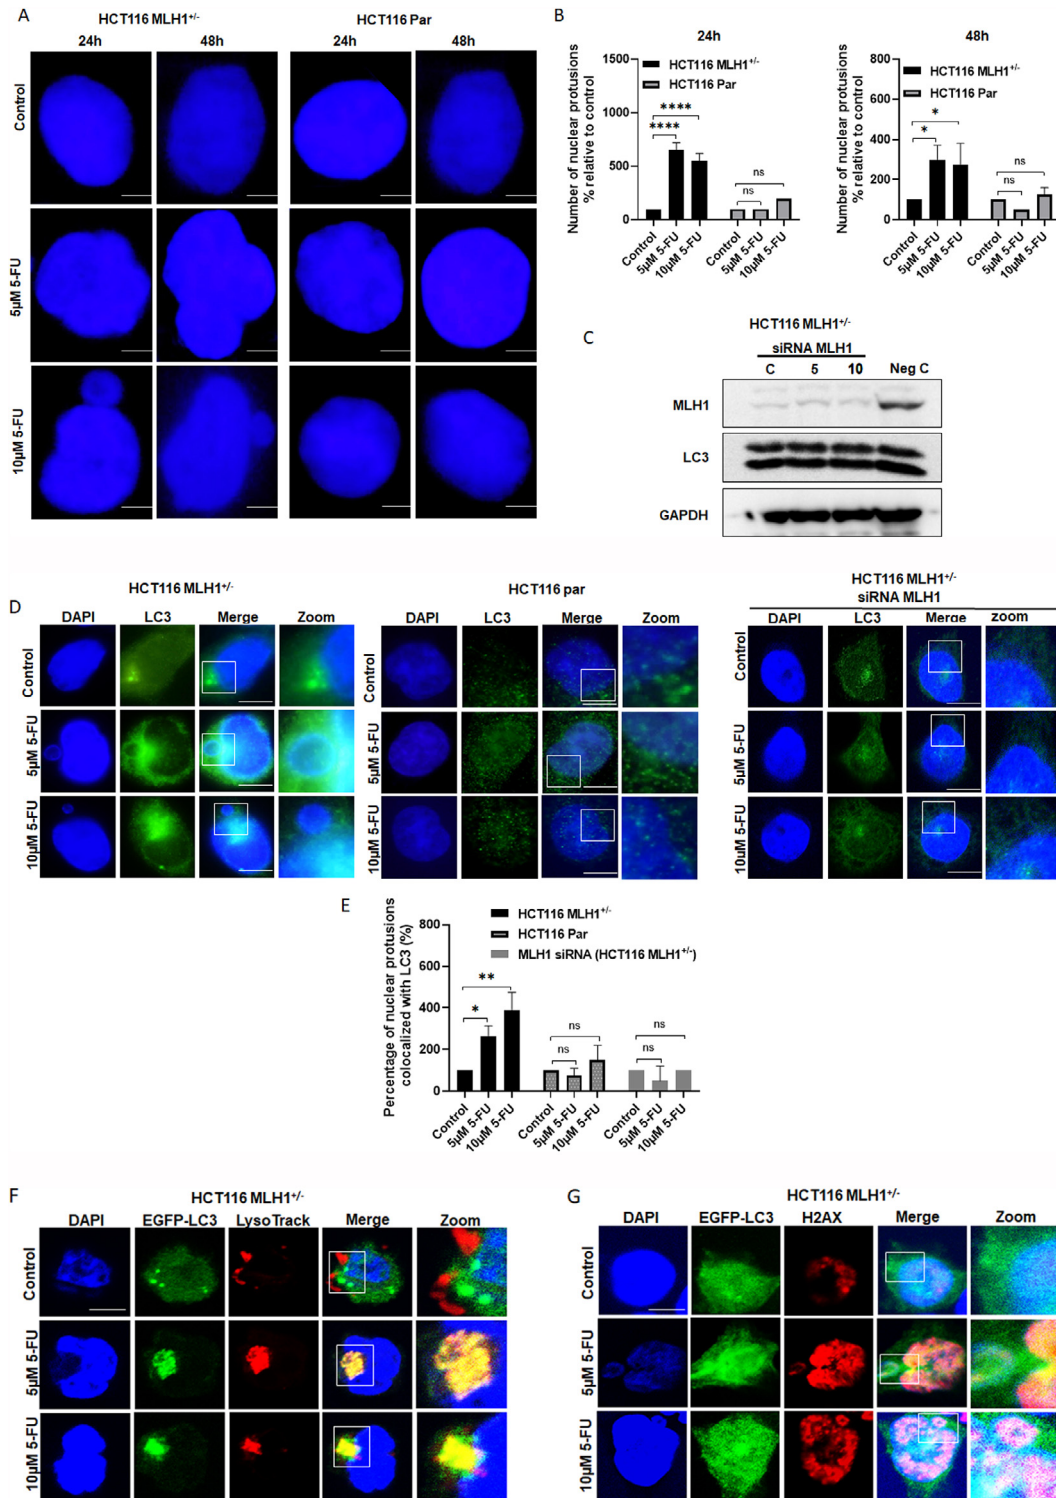 A
HCT116 MLH1+/-
HCT116 Par
24h 48h 24h 48h
Control
5µM 5-FU
10µM 5-FU
B
24h
Number of nuclear protusions
% relative to control
1500
1000
500
0
HCT116 MLH1+/-
HCT116 Par
****
****
ns
ns
Control
5µM 5-FU
10µM 5-FU
Control
5µM 5-FU
10µM 5-FU
48h
Number of nuclear protusions
% relative to control
800
600
400
200
0
HCT116 MLH1+/-
HCT116 Par
*
*
ns
ns
Control
5µM 5-FU
10µM 5-FU
Control
5µM 5-FU
10µM 5-FU
C
HCT116 MLH1+/-
siRNA MLH1
C 5 10 Neg C
MLH1
LC3
GAPDH
D
HCT116 MLH1+/-
DAPI LC3 Merge Zoom
Control
5µM 5-FU
10µM 5-FU
HCT116 par
DAPI LC3 Merge Zoom
Control
5µM 5-FU
10µM 5-FU
HCT116 MLH1+/-
siRNA MLH1
DAPI LC3 Merge zoom
Control
5µM 5-FU
10µM 5-FU
E
Percentage of nuclear protusions
colocalized with LC3 (%)
800
600
400
200
0
HCT116 MLH1+/-
HCT116 Par
MLH1 siRNA (HCT116 MLH1+/-)
**
*
ns
ns
ns
ns
Control
5µM 5-FU
10µM 5-FU
Control
5µM 5-FU
10µM 5-FU
Control
5µM 5-FU
10µM 5-FU
F
HCT116 MLH1+/-
DAPI EGFP-LC3 LysoTrack Merge Zoom
Control
5µM 5-FU
10µM 5-FU
G
HCT116 MLH1+/-
DAPI EGFP-LC3 H2AX Merge Zoom
Control
5µM 5-FU
10µM 5-FU